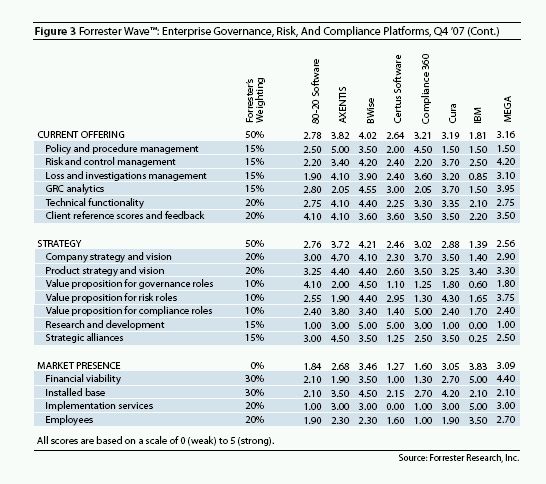 Figure 3 Forrester Wave™: Enterprise Governance, Risk, And Compliance Platforms, Q4 '07 (Cont.)
Forrester's Weighting 80-20 Software AXENTIS BWise Certus Software Compliance 360 Cura IBM MEGA
CURRENT OFFERING 50% 2.78 3.82 4.02 2.64 3.21 3.19 1.81 3.16
Policy and procedure management 15% 2.50 5.00 3.50 2.00 4.50 1.50 1.50 1.50
Risk and control management 15% 2.20 3.40 4.20 2.40 2.20 3.70 2.50 4.20
Loss and investigations management 15% 1.90 4.10 3.90 2.40 3.60 3.20 0.85 3.10
GRC analytics 15% 2.80 2.05 4.55 3.00 2.05 3.70 1.50 3.95
Technical functionality 20% 2.75 4.10 4.40 2.25 3.30 3.35 2.10 2.75
Client reference scores and feedback 20% 4.10 4.10 3.60 3.60 3.50 3.50 2.20 3.50
STRATEGY 50% 2.76 3.72 4.21 2.46 3.02 2.88 1.39 2.56
Company strategy and vision 20% 3.00 4.70 4.10 2.30 3.70 3.50 1.40 2.90
Product strategy and vision 20% 3.25 4.40 4.40 2.60 3.50 3.25 3.40 3.30
Value proposition for governance roles 10% 4.10 2.00 4.50 1.10 1.25 1.80 0.60 1.80
Value proposition for risk roles 10% 2.55 1.90 4.40 2.95 1.30 4.30 1.65 3.75
Value proposition for compliance roles 10% 2.40 3.80 3.40 1.40 5.00 2.40 1.70 2.40
Research and development 15% 1.00 3.00 5.00 5.00 3.00 1.00 0.00 1.00
Strategic alliances 15% 3.00 4.50 3.50 1.25 2.50 3.50 0.25 2.50
MARKET PRESENCE 0% 1.84 2.68 3.46 1.27 1.60 3.05 3.83 3.09
Financial viability 30% 2.10 1.90 3.50 1.00 1.30 2.70 5.00 4.40
Installed base 30% 2.10 3.50 4.50 2.15 2.70 4.20 2.10 2.10
Implementation services 20% 1.00 3.00 3.00 0.00 1.00 3.00 5.00 3.00
Employees 20% 1.90 2.30 2.30 1.60 1.00 1.90 3.50 2.70
All scores are based on a scale of 0 (weak) to 5 (strong).
Source: Forrester Research, Inc.